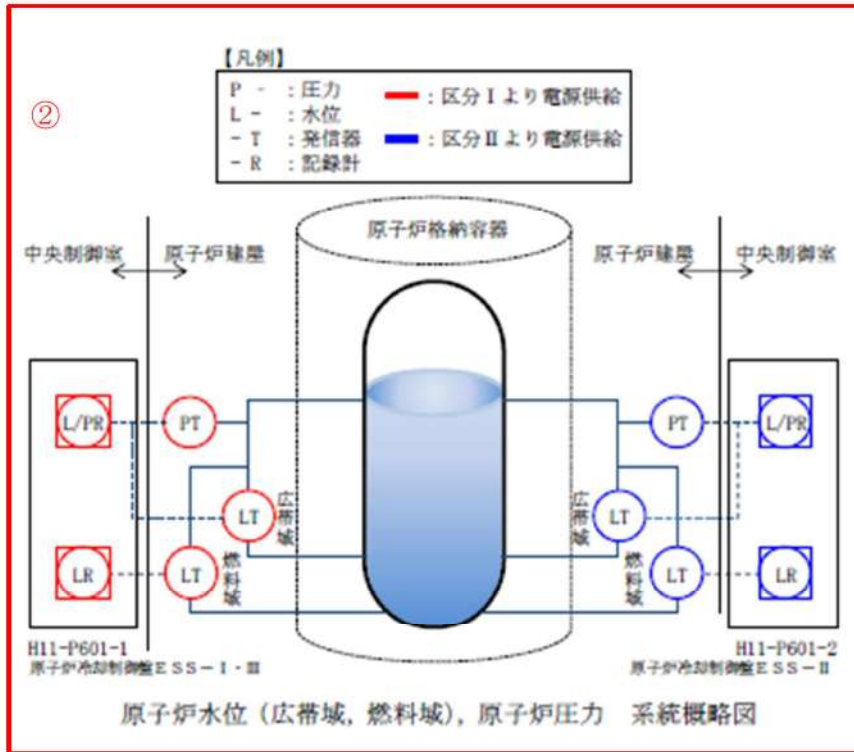 【凡例】
②
P - ：圧力
L - ：水位
- T ：発信器
- R ：記録計
：区分Ⅰより電源供給
：区分Ⅱより電源供給
原子炉格納容器
中央制御室
原子炉建屋
原子炉建屋
中央制御室
L/PR
PT
PT
L/PR
LT
広帯域
広帯域
LT
LR
LT
燃料域
燃料域
LT
LR
H11-P601-1
原子炉冷却制御盤ESS－Ⅰ・Ⅲ
H11-P601-2
原子炉冷却制御盤ESS－Ⅱ
原子炉水位（広帯域，燃料域），原子炉圧力　系統概略図